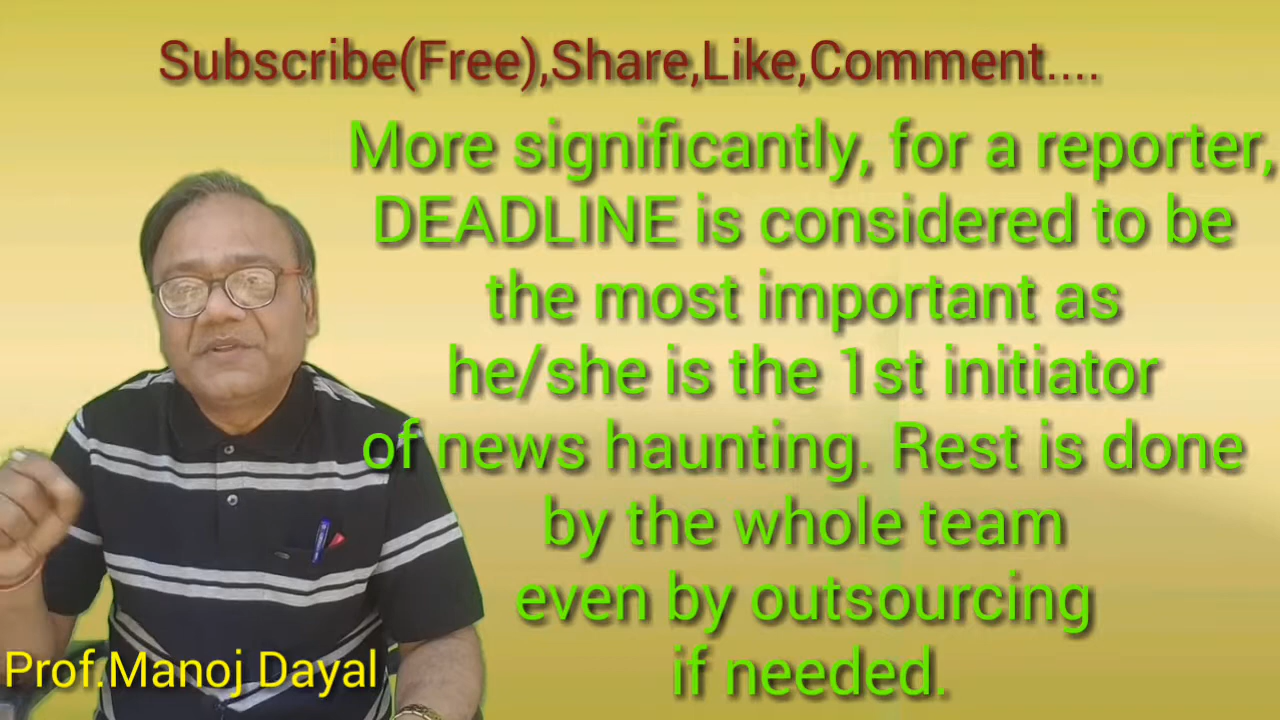 Subscribe(Free),Share,Like,Comment....
More significantly, for a reporter,
DEADLINE is considered to be
the most important as
he/she is the 1st initiator
of news haunting. Rest is done
by the whole team
even by outsourcing
if needed.
Prof.Manoj Dayal